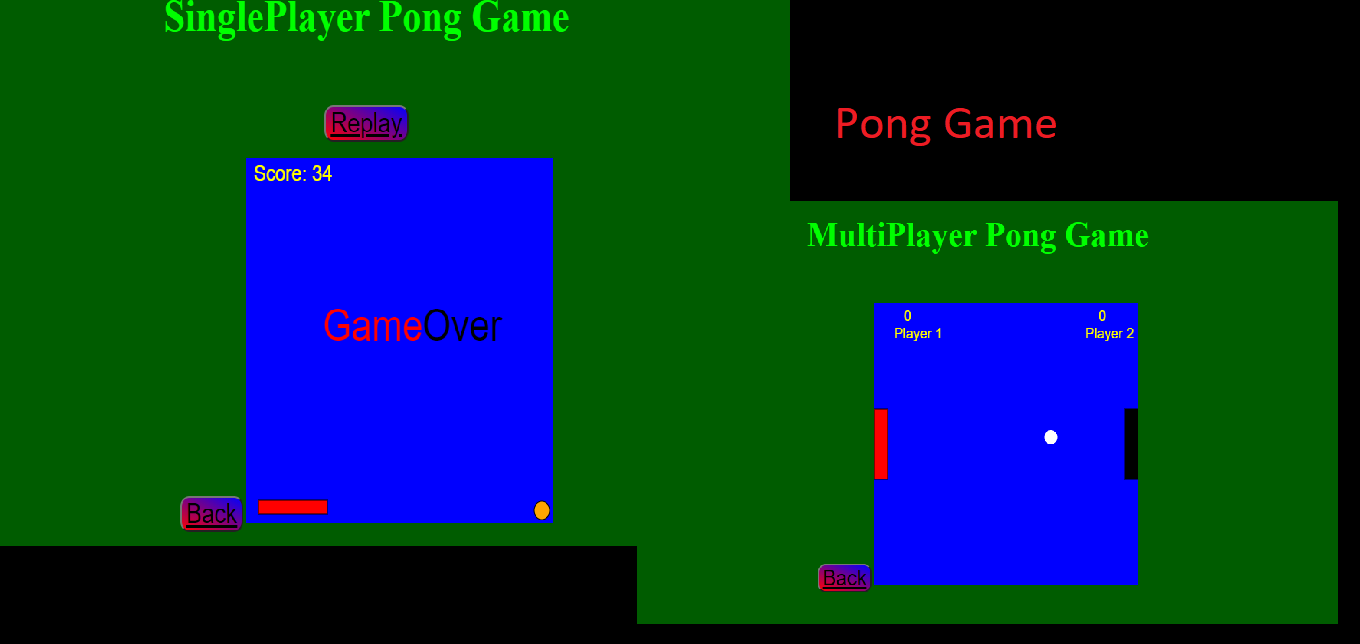 SinglePlayer Pong Game
Replay
Score: 34
GameOver
Back
Pong Game
MultiPlayer Pong Game
0 0
Player 1 Player 2
Back